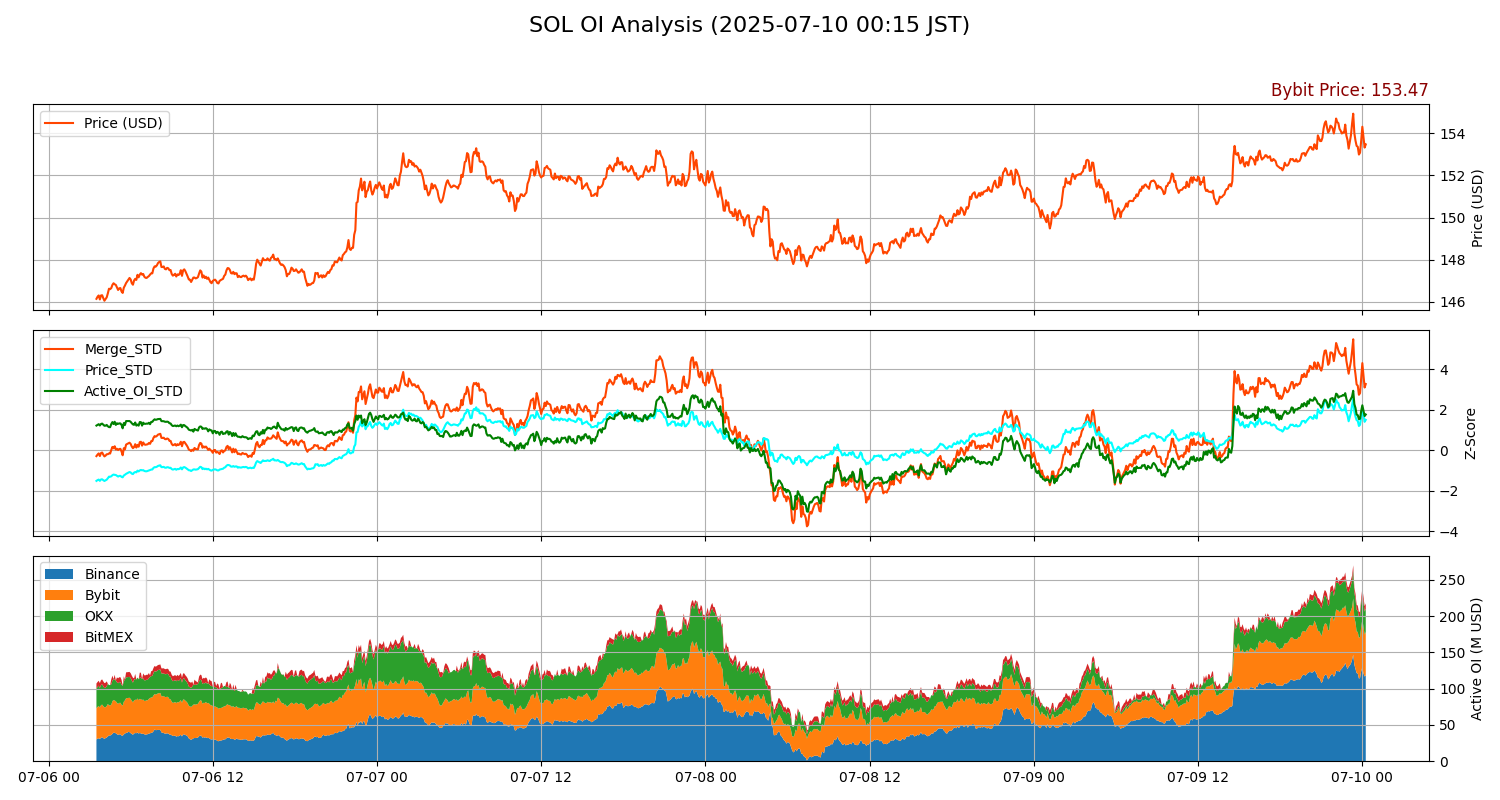 SOL OI Analysis (2025-07-10 00:15 JST)
Bybit Price: 153.47
Price (USD)
154
152
150
148
146
Price (USD)
Merge_STD
Price_STD
Active_OI_STD
4
2
0
−2
−4
Z-Score
Binance
Bybit
OKX
BitMEX
250
200
150
100
50
0
Active OI (M USD)
07-06 00
07-06 12
07-07 00
07-07 12
07-08 00
07-08 12
07-09 00
07-09 12
07-10 00